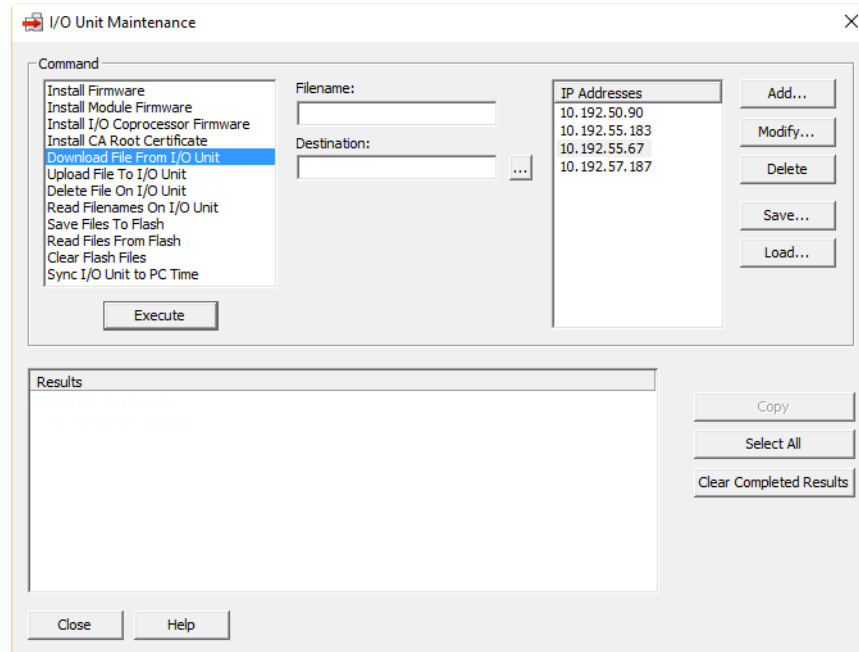 I/O Unit Maintenance
Command
Install Firmware
Install Module Firmware
Install I/O Coprocessor Firmware
Install CA Root Certificate
Download File From I/O Unit
Upload File To I/O Unit
Delete File On I/O Unit
Read Filenames On I/O Unit
Save Files To Flash
Read Files From Flash
Clear Flash Files
Sync I/O Unit to PC Time
Execute
Filename:
Destination:
...
IP Addresses
10.192.50.90
10.192.55.183
10.192.55.67
10.192.57.187
Add...
Modify...
Delete
Save...
Load...
Results
Copy
Select All
Clear Completed Results
Close
Help